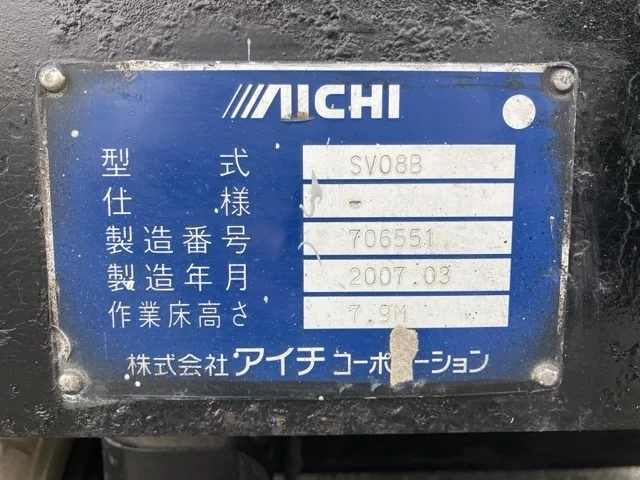 AICHI
型式 SV08B
仕様 -
製造番号 706551
製造年月 2007.03
作業床高さ 7.9M
株式会社アイチコーポレーション